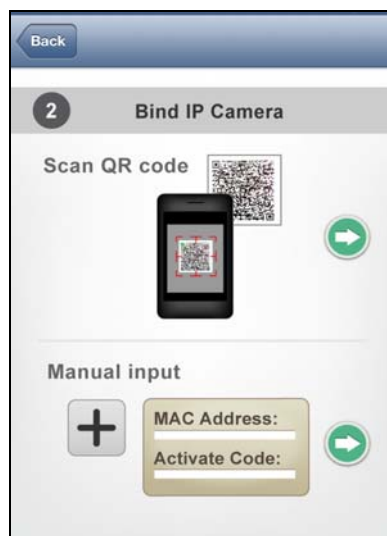 Back
2 Bind IP Camera
Scan QR code
Manual input
MAC Address:
Activate Code: